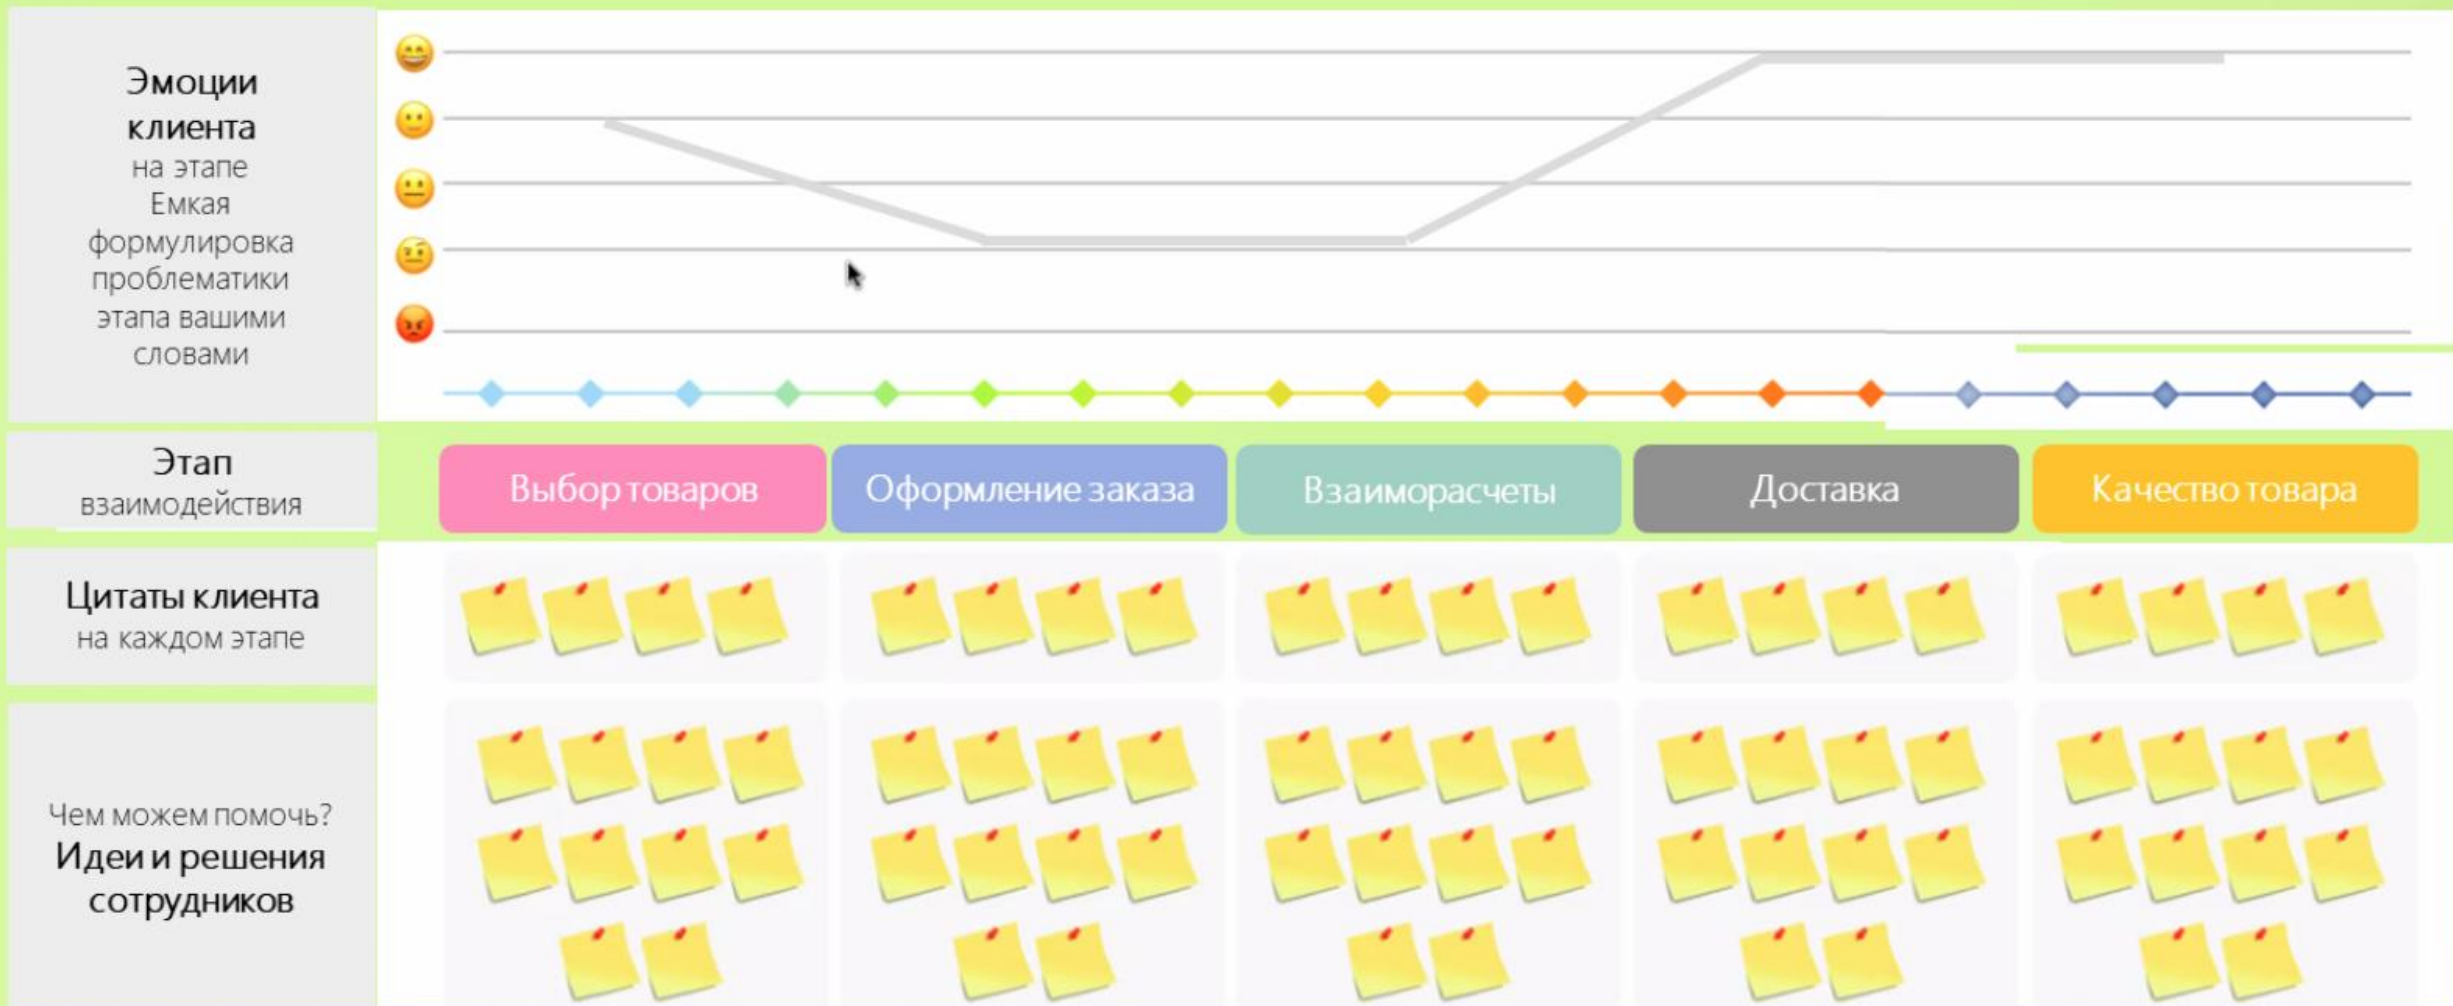 Эмоции
клиента
на этапе
Емкая
формулировка
проблематики
этапа вашими
словами
Этап
взаимодействия
Выбор товаров
Оформление заказа
Взаиморасчеты
Доставка
Качество товара
Цитаты клиента
на каждом этапе
Чем можем помочь?
Идеи и решения
сотрудников